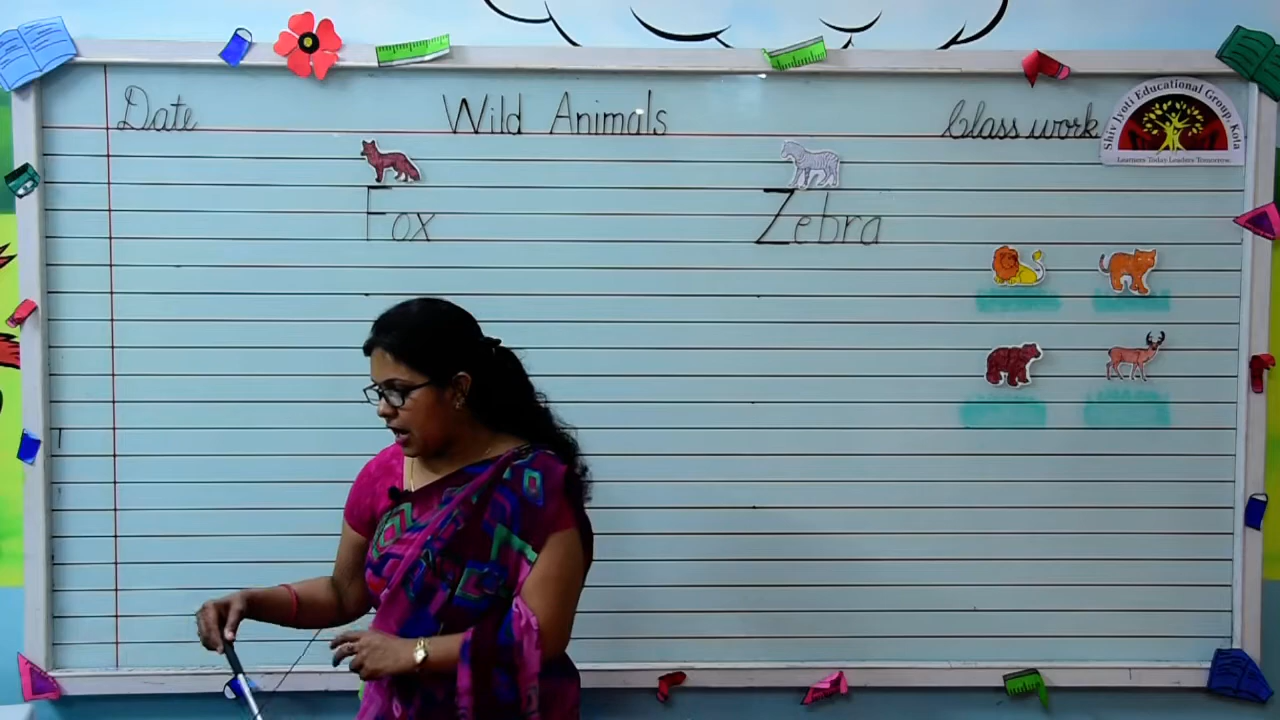 Date Wild Animals Class work
Shiv Jyoti Educational Group, Kota
Learners Today Leaders Tomorrow
Fox Zebra